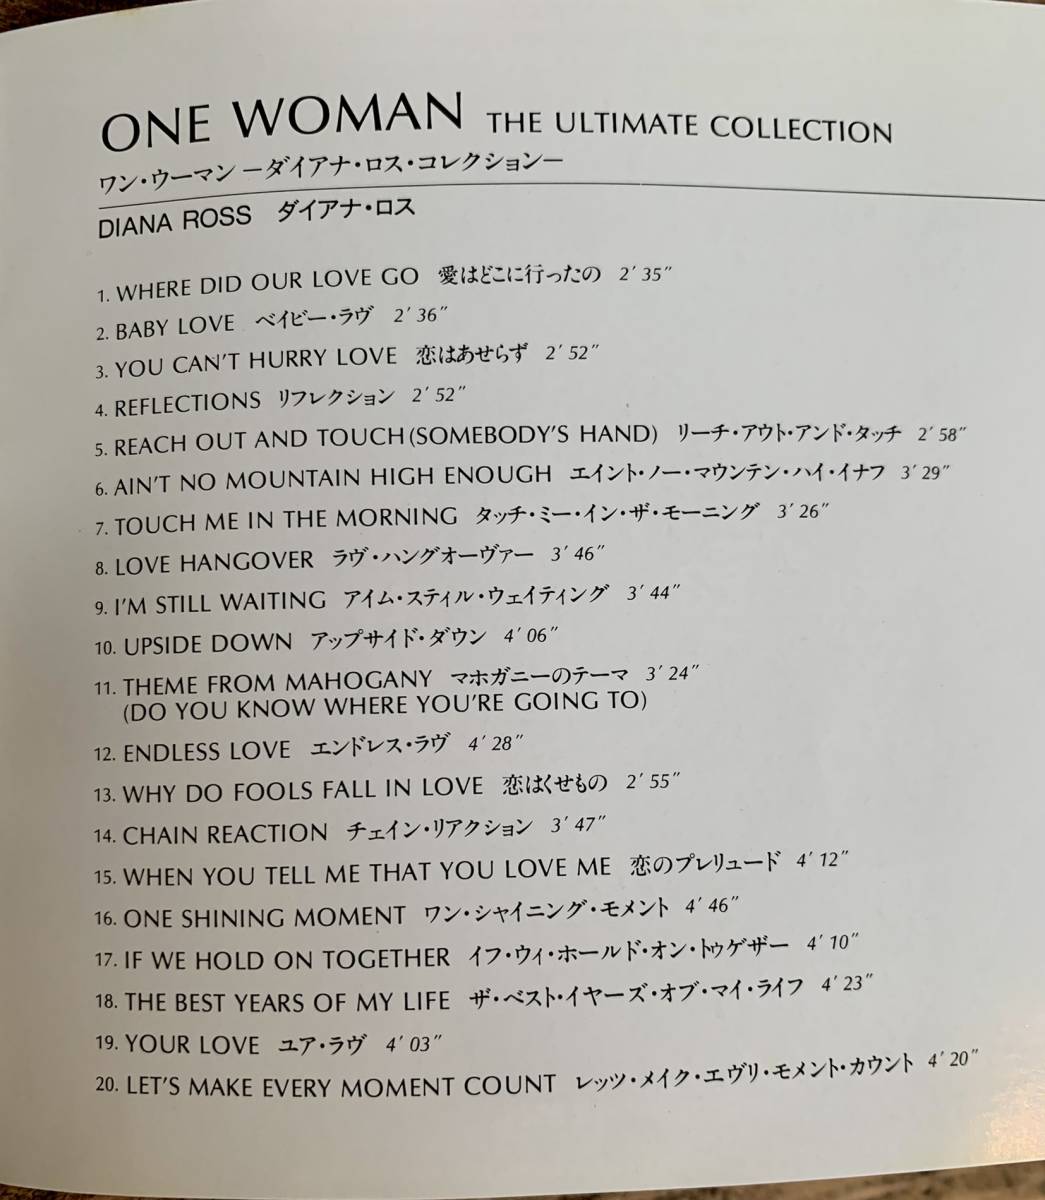 ONE WOMAN THE ULTIMATE COLLECTION
ワン・ウーマン －ダイアナ・ロス・コレクション－
DIANA ROSS ダイアナ・ロス
1. WHERE DID OUR LOVE GO 愛はどこに行ったの 2′35″
2. BABY LOVE ベイビー・ラヴ 2′36″
3. YOU CAN'T HURRY LOVE 恋はあせらず 2′52″
4. REFLECTIONS リフレクション 2′52″
5. REACH OUT AND TOUCH (SOMEBODY'S HAND) リーチ・アウト・アンド・タッチ 2′58″
6. AIN'T NO MOUNTAIN HIGH ENOUGH エイント・ノー・マウンテン・ハイ・イナフ 3′29″
7. TOUCH ME IN THE MORNING タッチ・ミー・イン・ザ・モーニング 3′26″
8. LOVE HANGOVER ラヴ・ハングオーヴァー 3′46″
9. I'M STILL WAITING アイム・スティル・ウェイティング 3′44″
10. UPSIDE DOWN アップサイド・ダウン 4′06″
11. THEME FROM MAHOGANY マホガニーのテーマ 3′24″
(DO YOU KNOW WHERE YOU'RE GOING TO)
12. ENDLESS LOVE エンドレス・ラヴ 4′28″
13. WHY DO FOOLS FALL IN LOVE 恋はくせもの 2′55″
14. CHAIN REACTION チェイン・リアクション 3′47″
15. WHEN YOU TELL ME THAT YOU LOVE ME 恋のプレリュード 4′12″
16. ONE SHINING MOMENT ワン・シャイニング・モメント 4′46″
17. IF WE HOLD ON TOGETHER イフ・ウィ・ホールド・オン・トゥゲザー 4′10″
18. THE BEST YEARS OF MY LIFE ザ・ベスト・イヤーズ・オブ・マイ・ライフ 4′23″
19. YOUR LOVE ユア・ラヴ 4′03″
20. LET'S MAKE EVERY MOMENT COUNT レッツ・メイク・エヴリ・モメント・カウント 4′20″